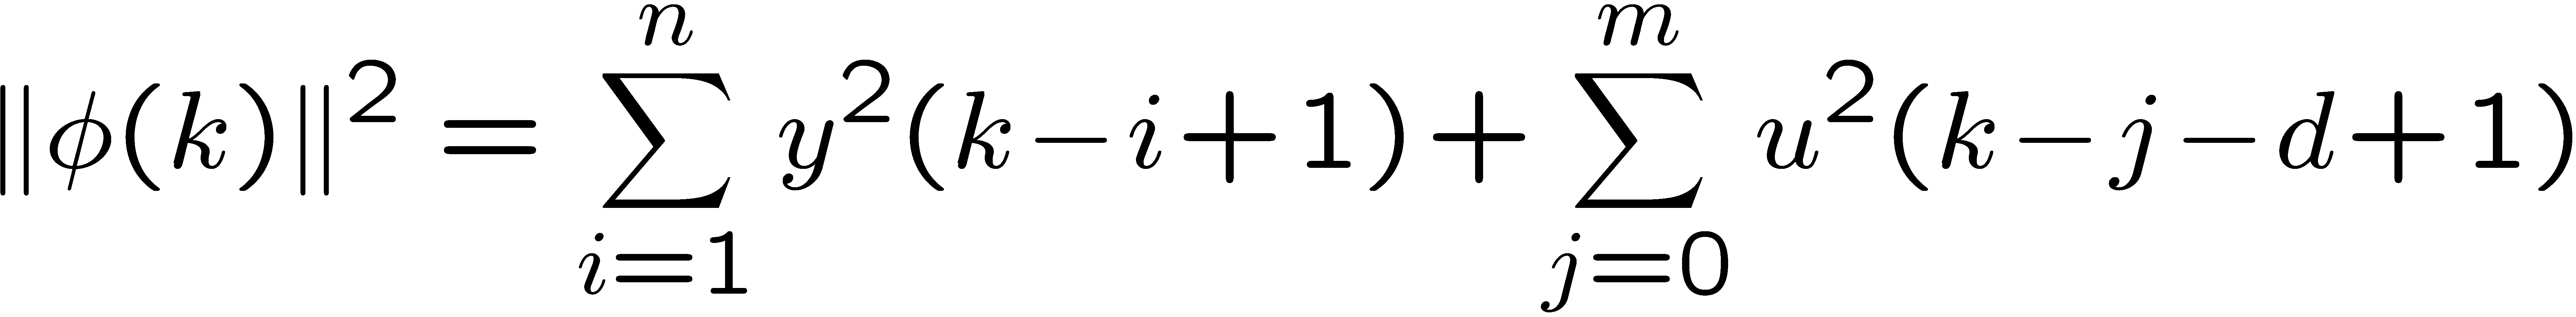 ‖ϕ(k)‖² = ∑_{i=1}^{n} y²(k−i+1)+ ∑_{j=0}^{m} u²(k−j−d+1)